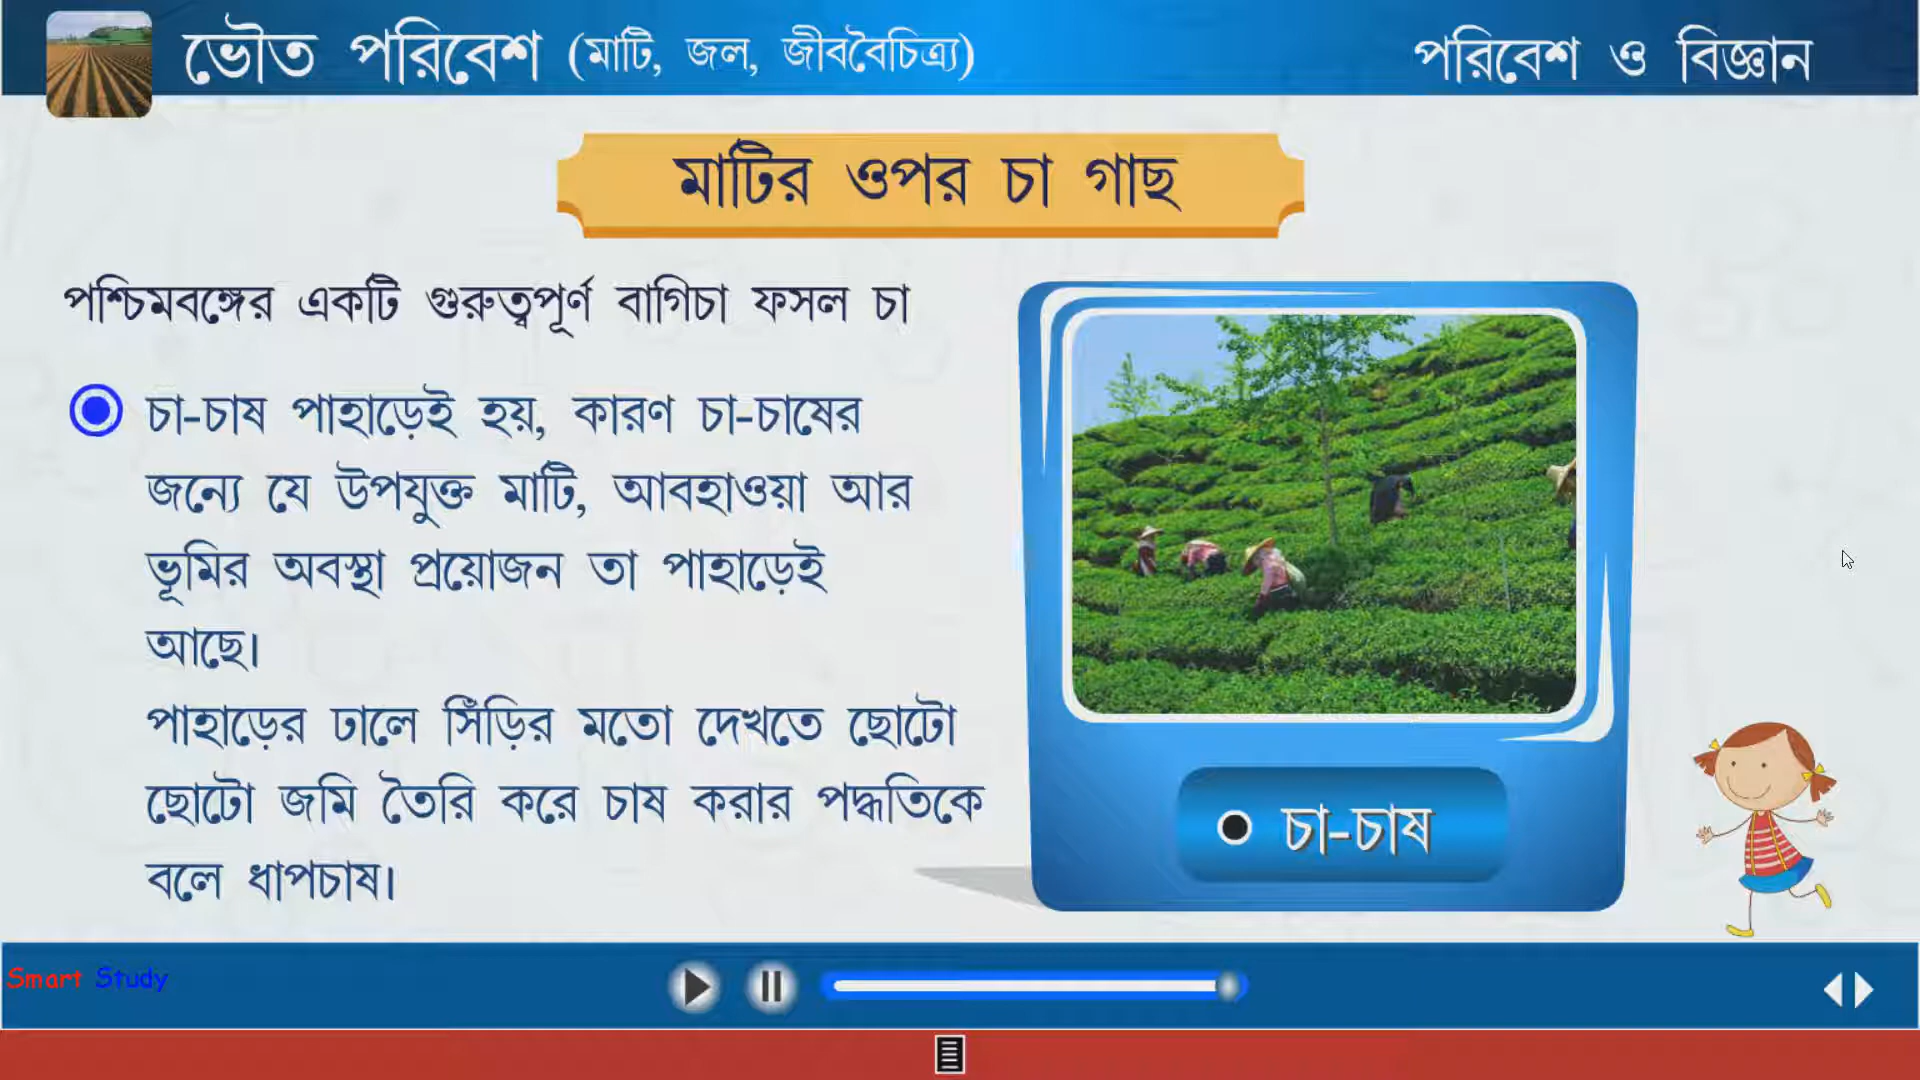 ভৌত পরিবেশ (মাটি, জল, জীববৈচিত্র্য)
পরিবেশ ও বিজ্ঞান
মাটির ওপর চা গাছ
পশ্চিমবঙ্গের একটি গুরুত্বপূর্ণ বাগিচা ফসল চা
চা-চাষ পাহাড়েই হয়, কারণ চা-চাষের
জন্যে যে উপযুক্ত মাটি, আবহাওয়া আর
ভূমির অবস্থা প্রয়োজন তা পাহাড়েই
আছে।
পাহাড়ের ঢালে সিঁড়ির মতো দেখতে ছোটো
ছোটো জমি তৈরি করে চাষ করার পদ্ধতিকে
বলে ধাপচাষ।
চা-চাষ
Smart Study